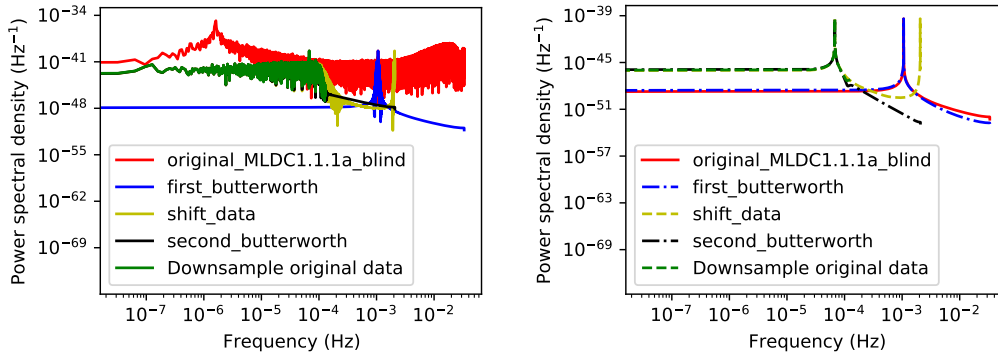 Power spectral density (Hz⁻¹)
10⁻³⁴
10⁻⁴¹
10⁻⁴⁸
10⁻⁵⁵
10⁻⁶²
10⁻⁶⁹
original_MLDC1.1.1a_blind
first_butterworth
shift_data
second_butterworth
Downsample original data
10⁻⁷
10⁻⁶
10⁻⁵
10⁻⁴
10⁻³
10⁻²
Frequency (Hz)
Power spectral density (Hz⁻¹)
10⁻³⁹
10⁻⁴⁵
10⁻⁵¹
10⁻⁵⁷
10⁻⁶³
10⁻⁶⁹
original_MLDC1.1.1a_blind
first_butterworth
shift_data
second_butterworth
Downsample original data
10⁻⁷
10⁻⁶
10⁻⁵
10⁻⁴
10⁻³
10⁻²
Frequency (Hz)